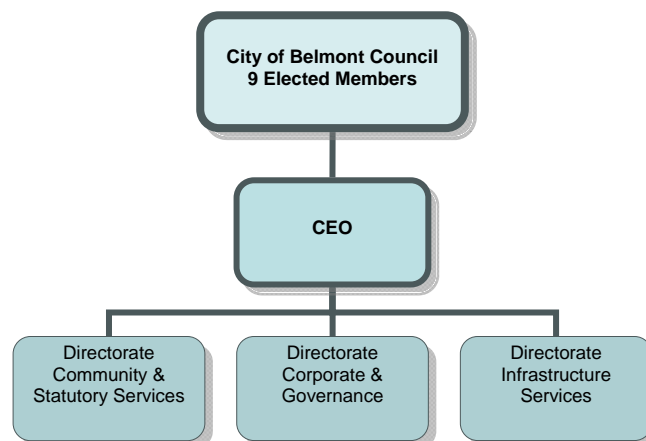 City of Belmont Council
9 Elected Members
CEO
Directorate
Community &
Statutory Services
Directorate
Corporate &
Governance
Directorate
Infrastructure
Services